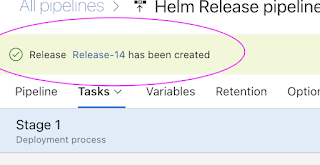 All pipelines > Helm Release pipeline
Release Release-14 has been created
Pipeline Tasks Variables Retention Option
Stage 1
Deployment process